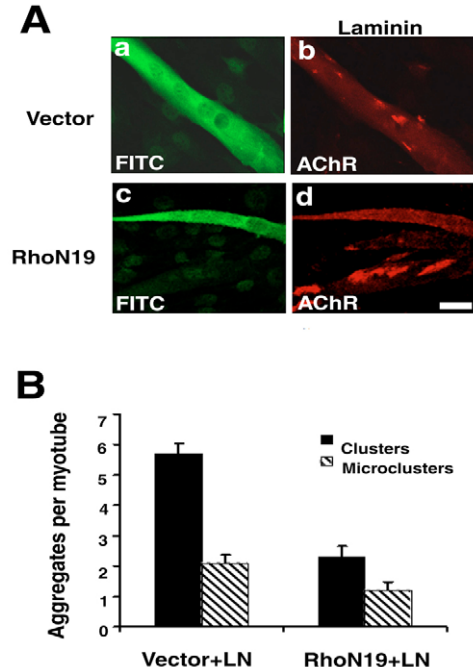 A
Laminin
a
b
Vector
FITC
AChR
c
d
RhoN19
FITC
AChR
B
Aggregates per myotube
7
6
5
4
3
2
1
0
Clusters
Microclusters
Vector+LN
RhoN19+LN